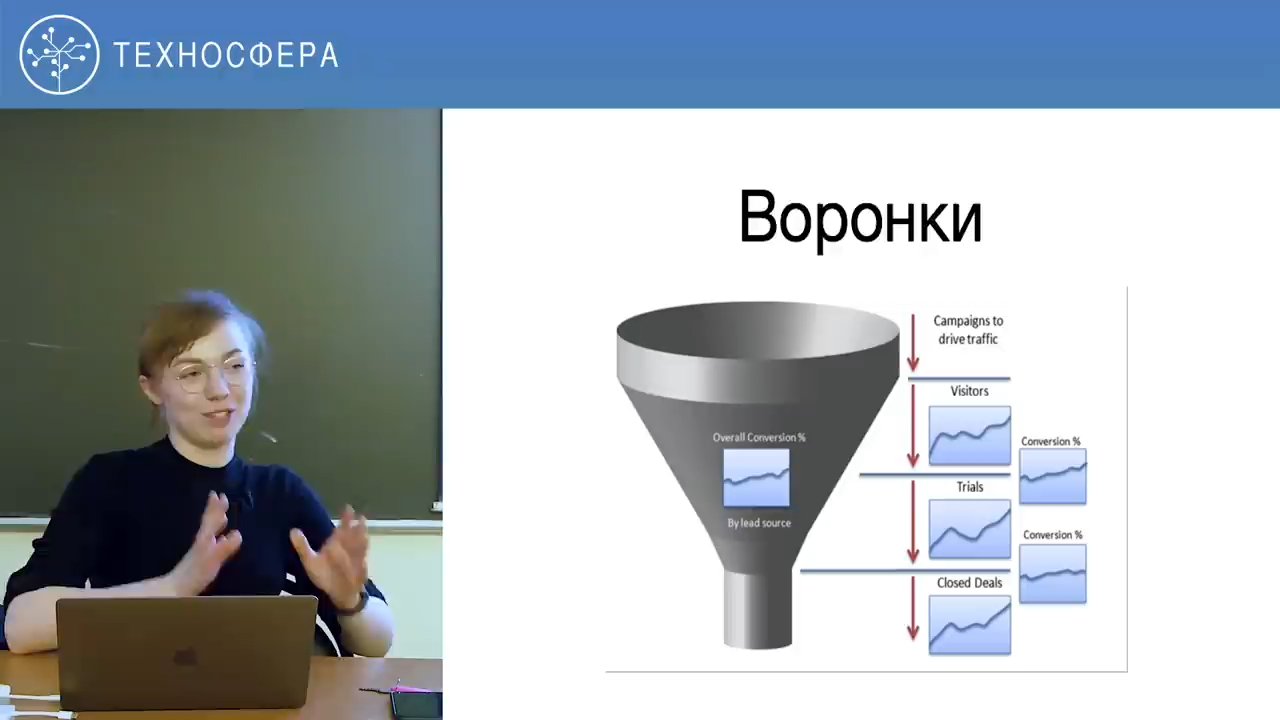 ТЕХНОСФЕРА
Воронки
Campaigns to
drive traffic
Visitors
Overall Conversion %
Conversion %
Trials
By lead source
Conversion %
Closed Deals